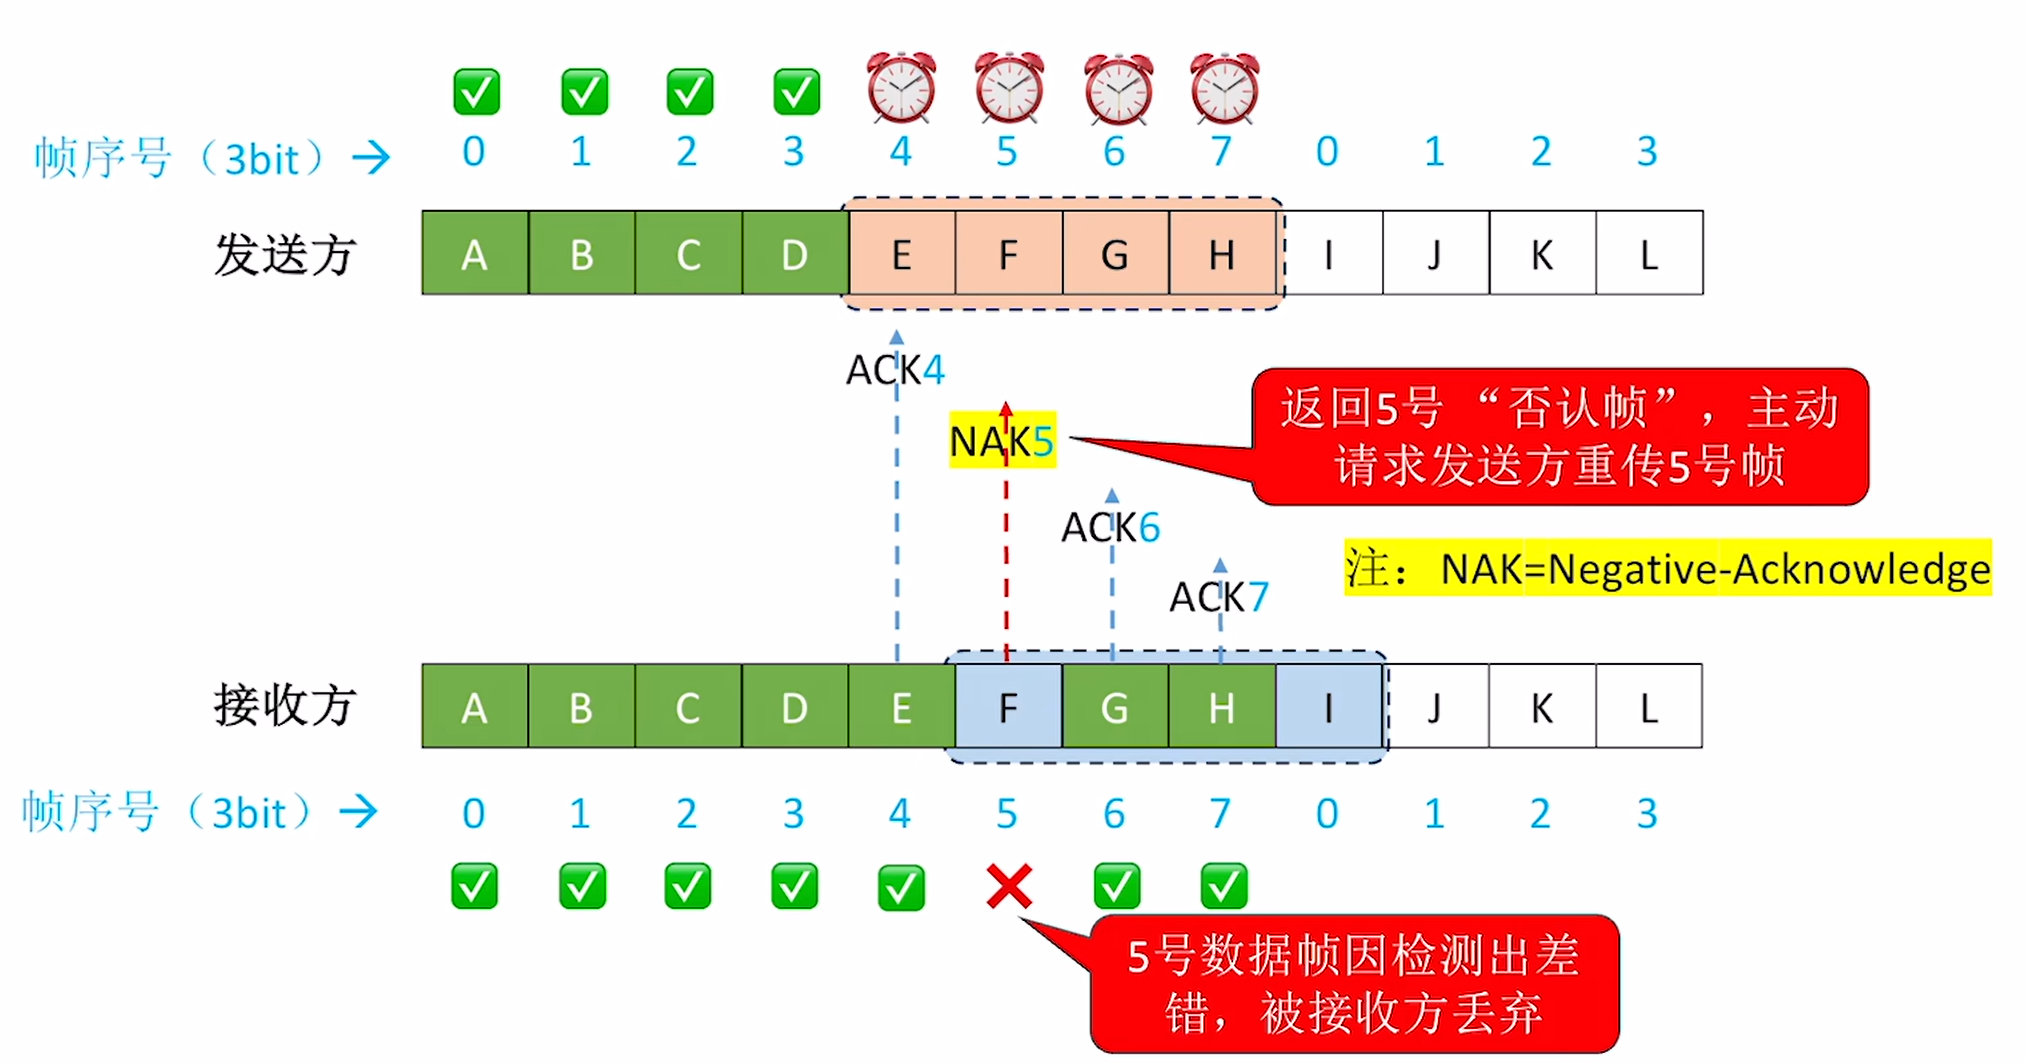 帧序号（3bit）→ 0 1 2 3 4 5 6 7 0 1 2 3
发送方 A B C D E F G H I J K L
ACK4
NAK5
ACK6
ACK7
返回5号“否认帧”，主动
请求发送方重传5号帧
注： NAK=Negative-Acknowledge
接收方 A B C D E F G H I J K L
帧序号（3bit）→ 0 1 2 3 4 5 6 7 0 1 2 3
5号数据帧因检测出差
错，被接收方丢弃